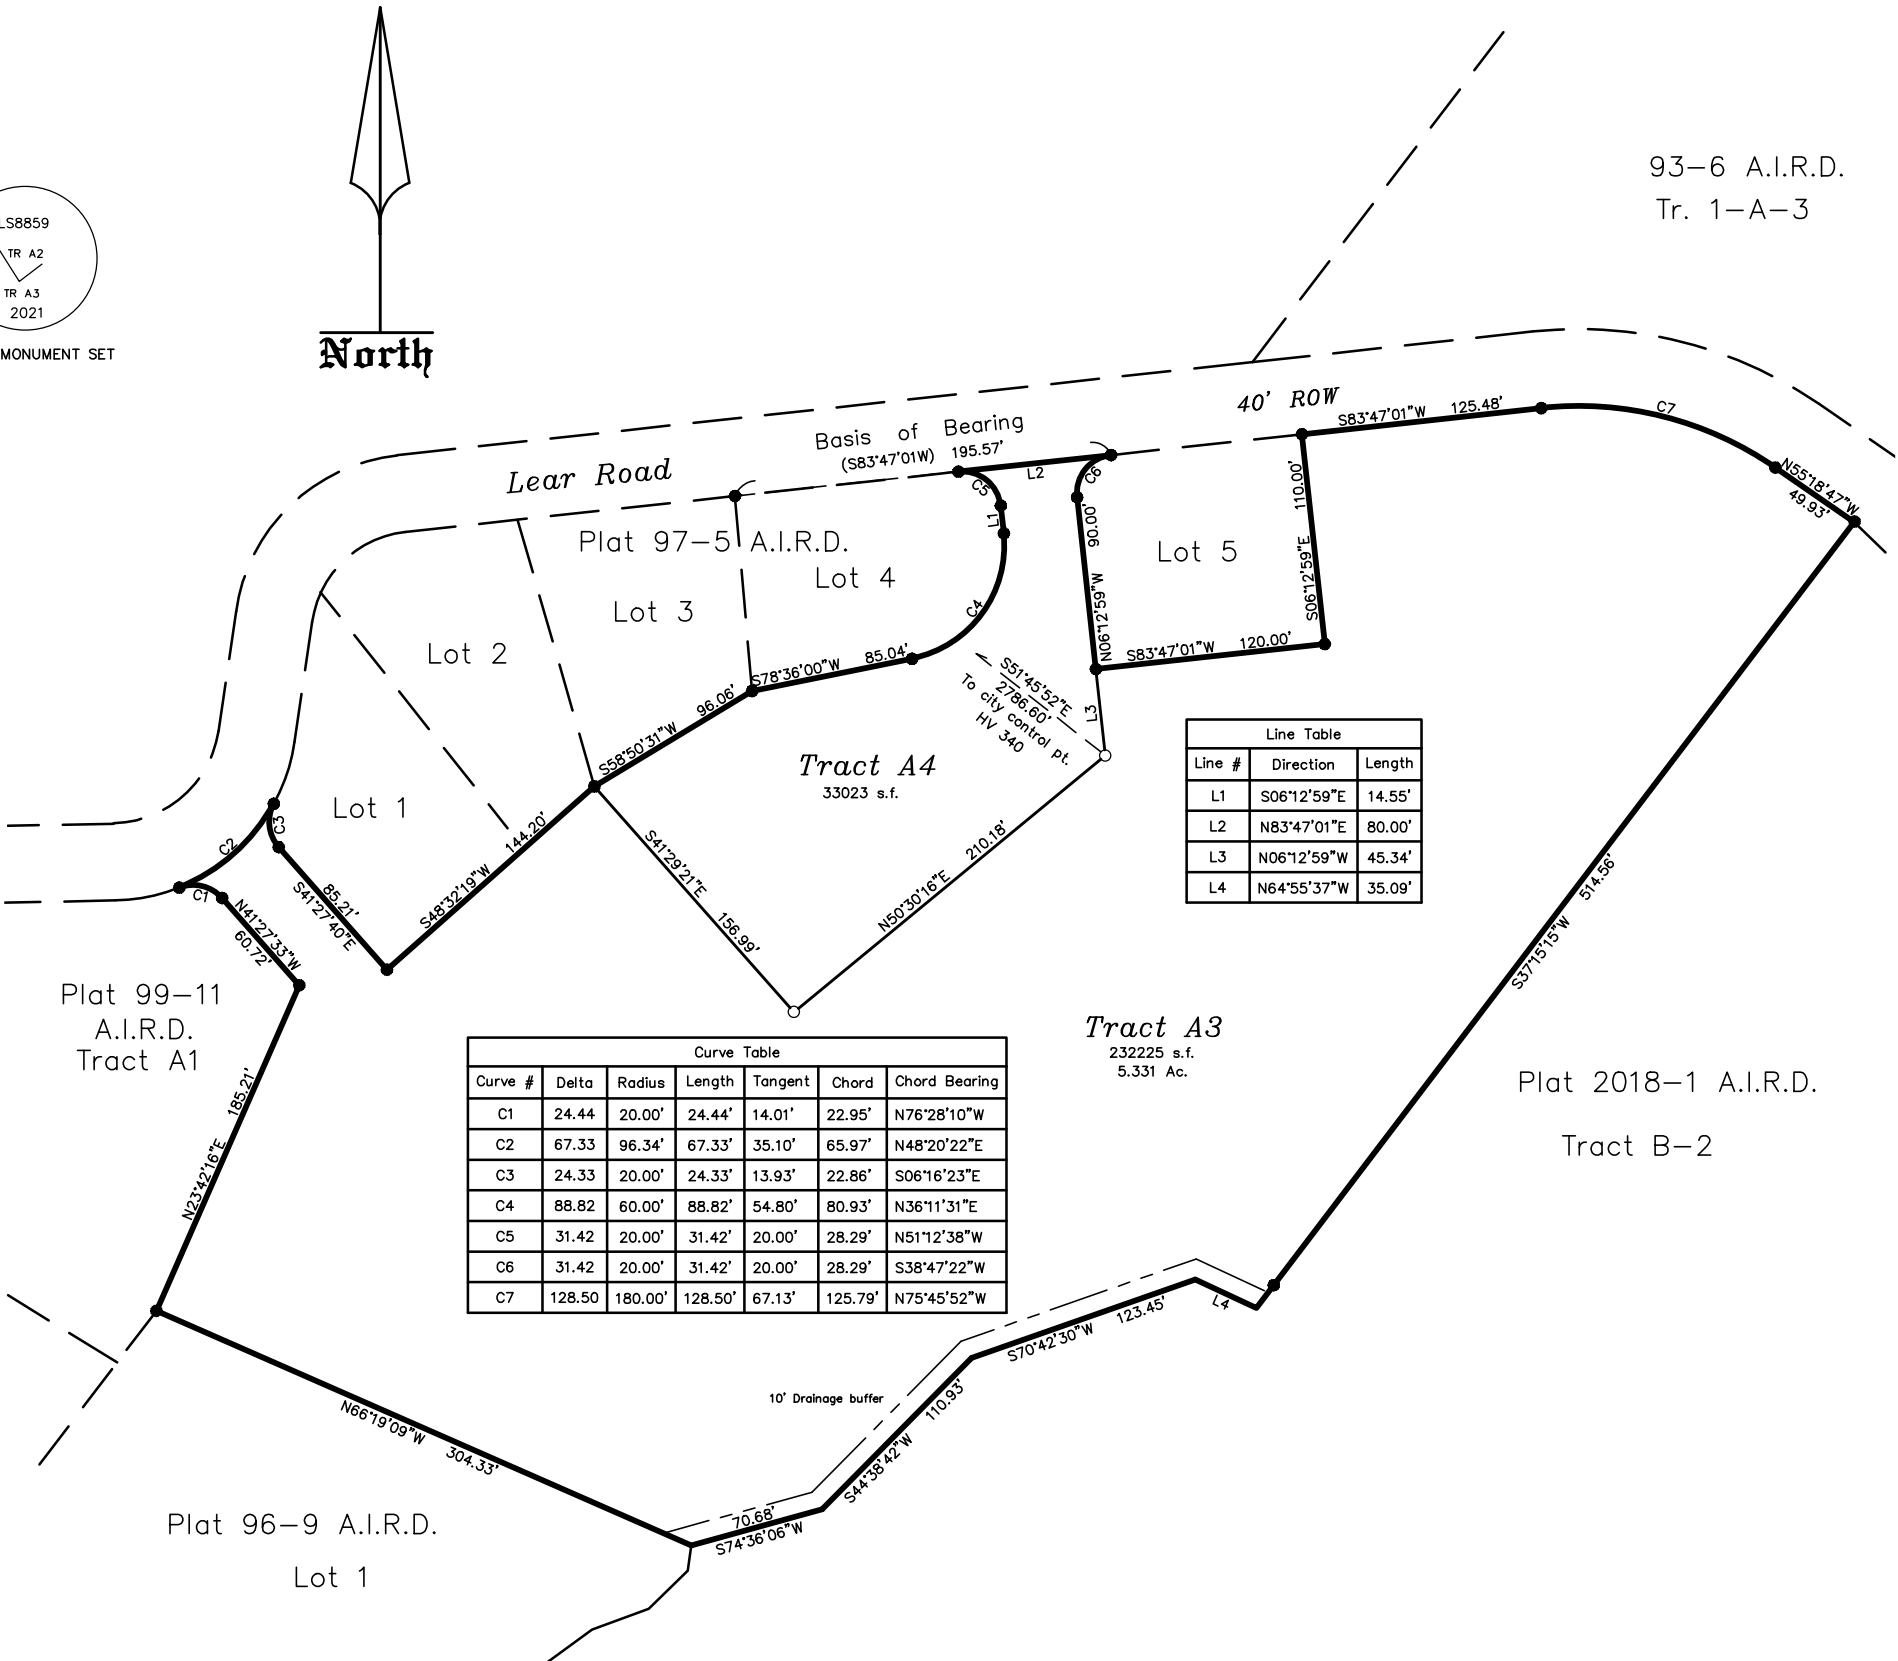 LS8859
TR A2
TR A3
2021
MONUMENT SET
North
93-6 A.I.R.D.
Tr. 1-A-3
40' ROW
Lear Road
Basis of Bearing
(S83°47'01W) 195.57'
S83°47'01"W 125.48'
C7
N55°18'47"W
49.93'
L2
C5
C6
L1
90.00'
N06°12'59"W
110.00'
S06°12'59"E
Plat 97-5 A.I.R.D.
Lot 4
Lot 5
Lot 3
Lot 2
Lot 1
C4
S83°47'01"W 120.00'
S78°36'00"W 85.04'
S58°50'31"W 96.06'
S51°45'52"E
2786.60'
To city control pt.
HV 340
L3
Tract A4
33023 s.f.
C3
C2
C1
S48°32'19"W 144.20'
85.21'
S41°27'40"E
N41°27'33"W
60.72'
S41°29'21"E 156.99'
N50°30'16"E 210.18'
Line Table
Line # Direction Length
L1 S06°12'59"E 14.55'
L2 N83°47'01"E 80.00'
L3 N06°12'59"W 45.34'
L4 N64°55'37"W 35.09'
S37°15'15"W 514.56'
Plat 99-11
A.I.R.D.
Tract A1
N23°42'16"E 185.21'
Tract A3
232225 s.f.
5.331 Ac.
Plat 2018-1 A.I.R.D.
Tract B-2
Curve Table
Curve # Delta Radius Length Tangent Chord Chord Bearing
C1 24.44 20.00' 24.44' 14.01' 22.95' N76°28'10"W
C2 67.33 96.34' 67.33' 35.10' 65.97' N48°20'22"E
C3 24.33 20.00' 24.33' 13.93' 22.86' S06°16'23"E
C4 88.82 60.00' 88.82' 54.80' 80.93' N36°11'31"E
C5 31.42 20.00' 31.42' 20.00' 28.29' N51°12'38"W
C6 31.42 20.00' 31.42' 20.00' 28.29' S38°47'22"W
C7 128.50 180.00' 128.50' 67.13' 125.79' N75°45'52"W
L4
S70°42'30"W 123.45'
10' Drainage buffer
S44°38'42"W 110.93'
N66°19'09"W 304.33'
70.68'
S74°36'06"W
Plat 96-9 A.I.R.D.
Lot 1